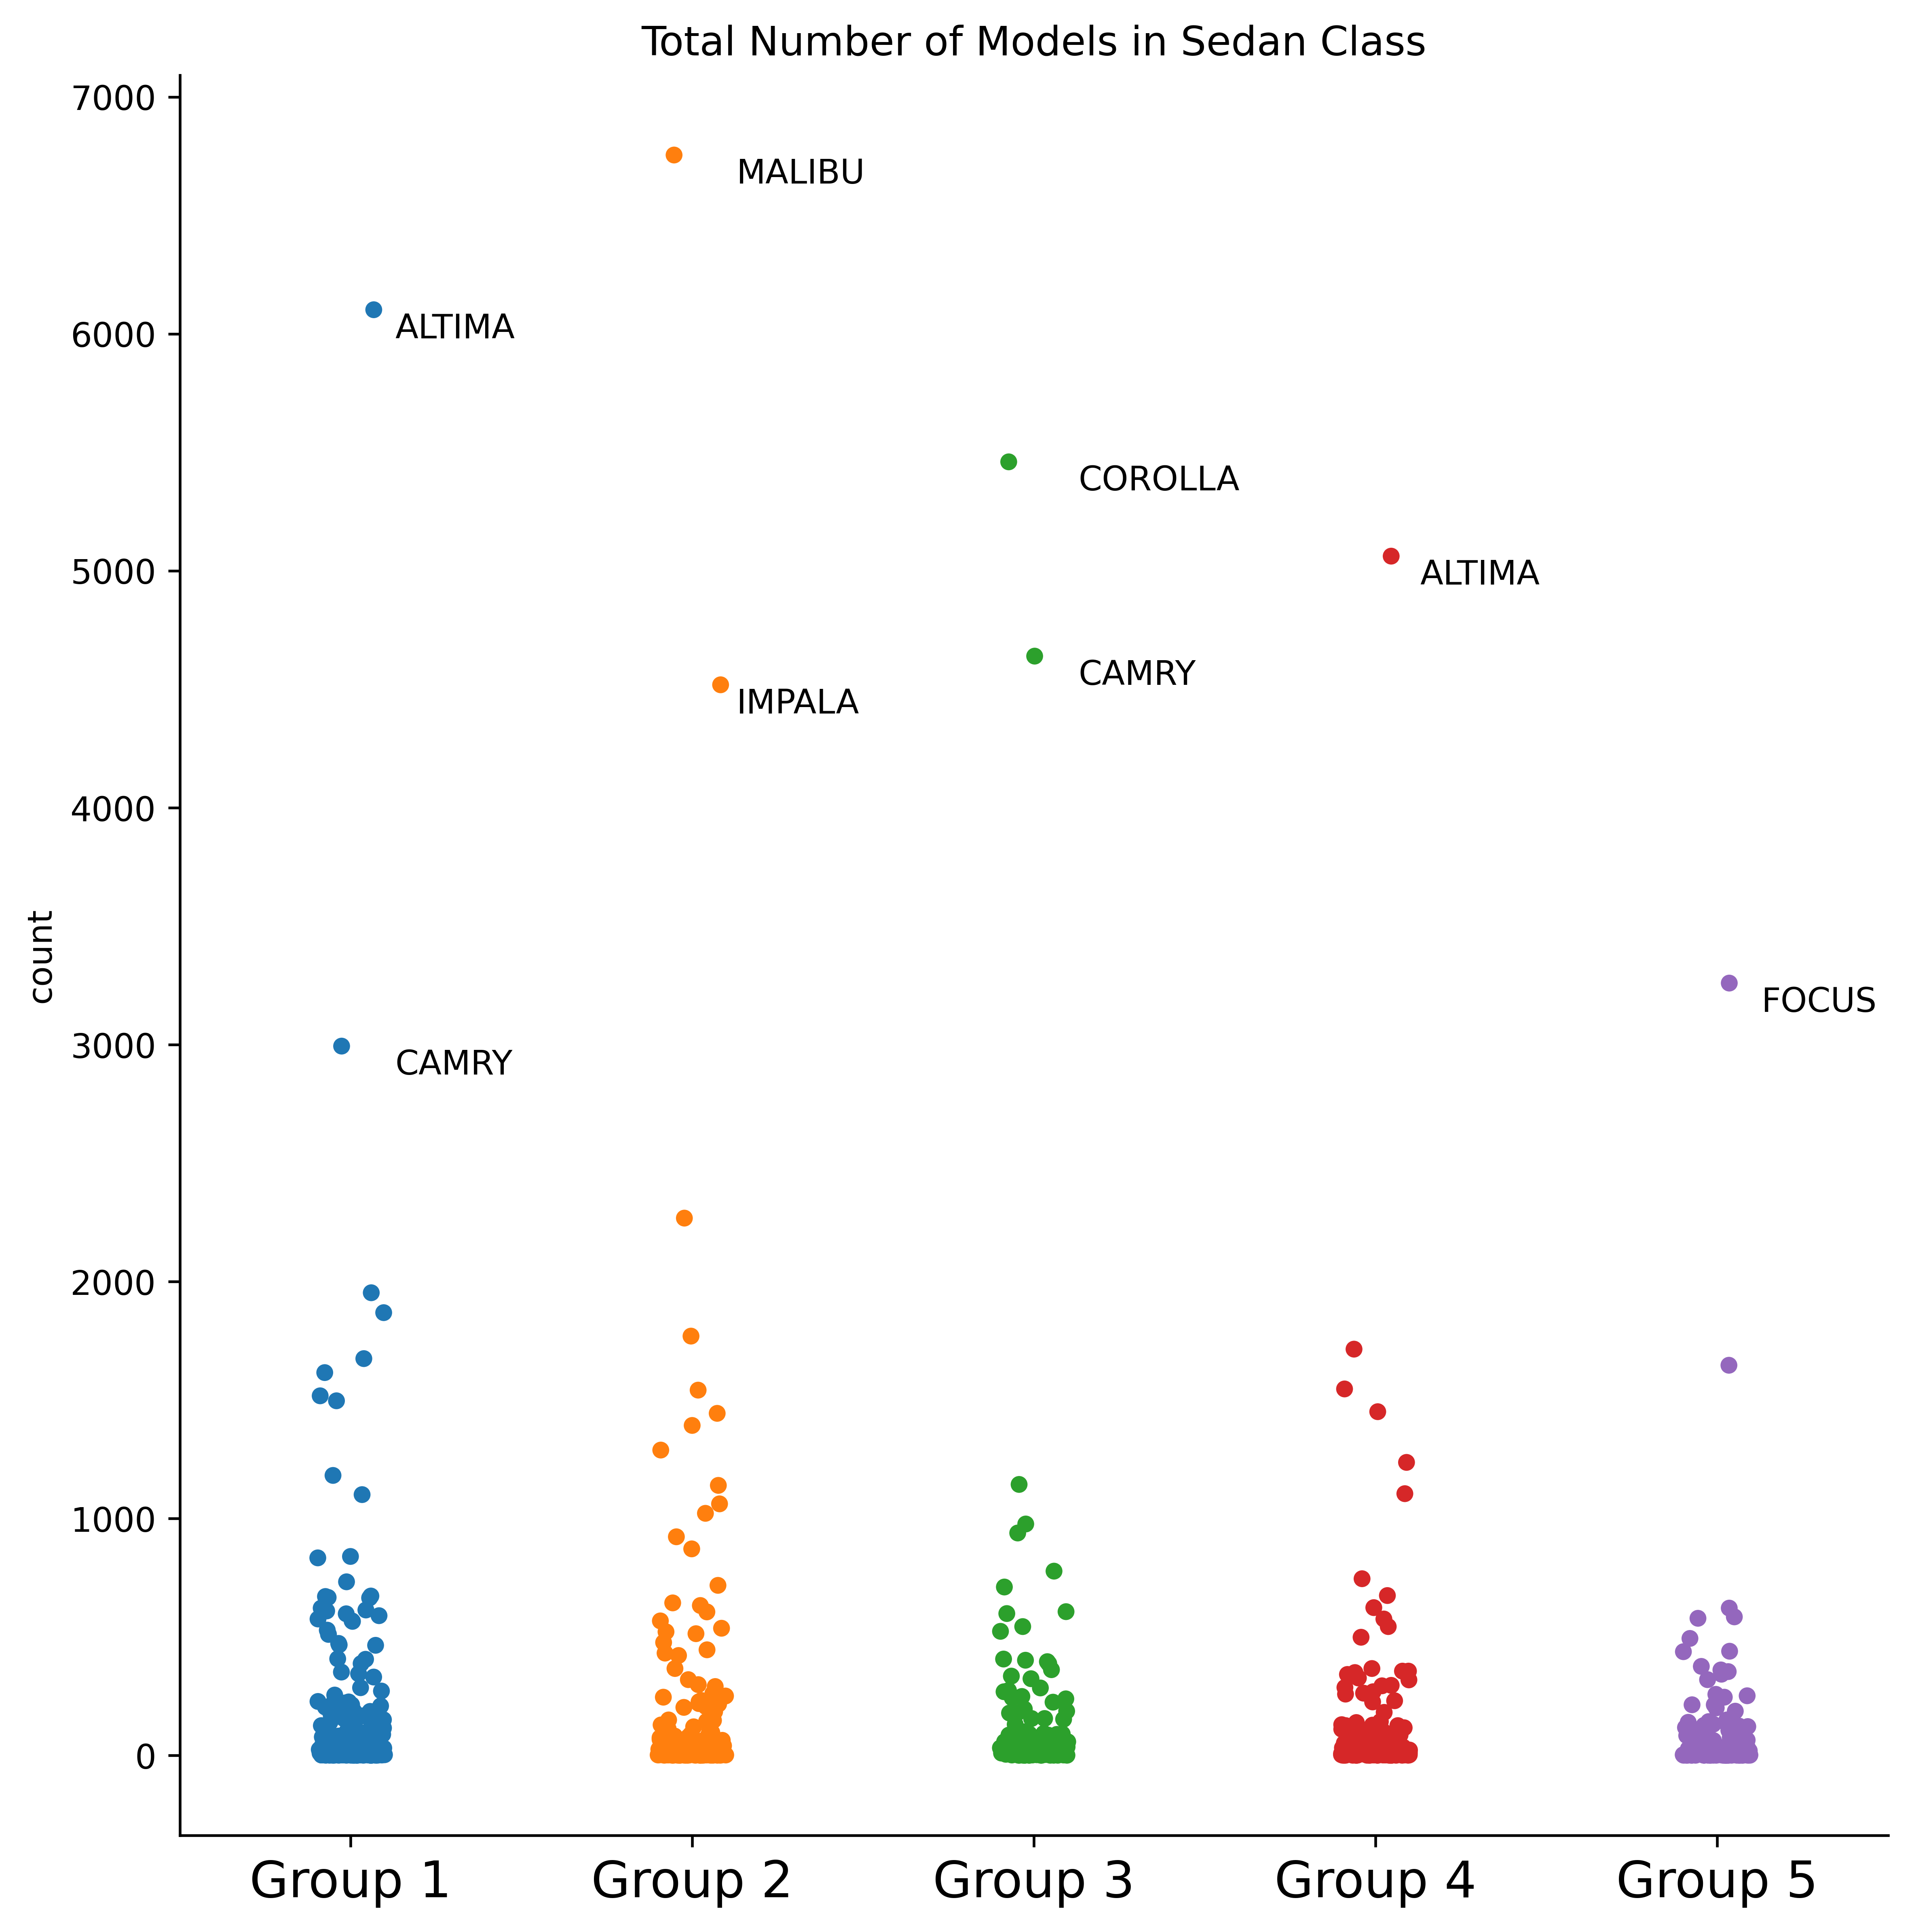 Total Number of Models in Sedan Class
7000
MALIBU
ALTIMA
6000
COROLLA
5000
ALTIMA
CAMRY
IMPALA
4000
count
FOCUS
3000
CAMRY
2000
1000
0
Group 1
Group 2
Group 3
Group 4
Group 5